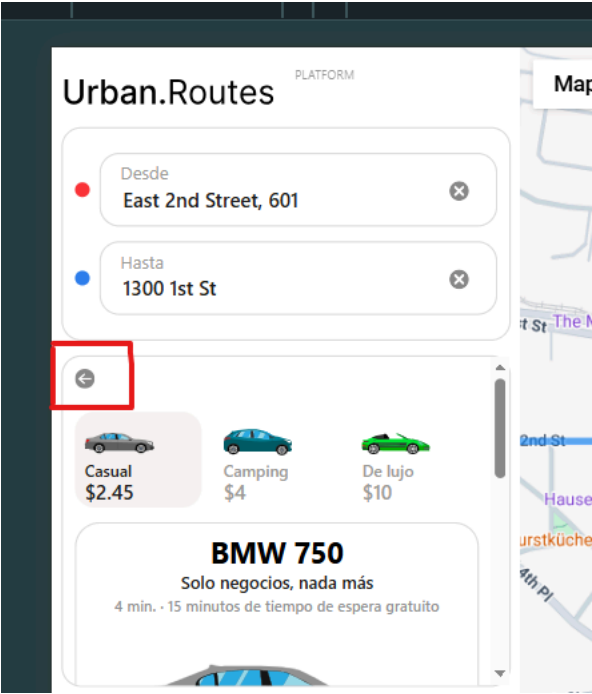 PLATFORM
Urban.Routes
Desde
East 2nd Street, 601
Hasta
1300 1st St
Casual
$2.45
Camping
$4
De lujo
$10
BMW 750
Solo negocios, nada más
4 min. · 15 minutos de tiempo de espera gratuito
Map
st St
The M
2nd St
Hause
urstküche
4th Pl